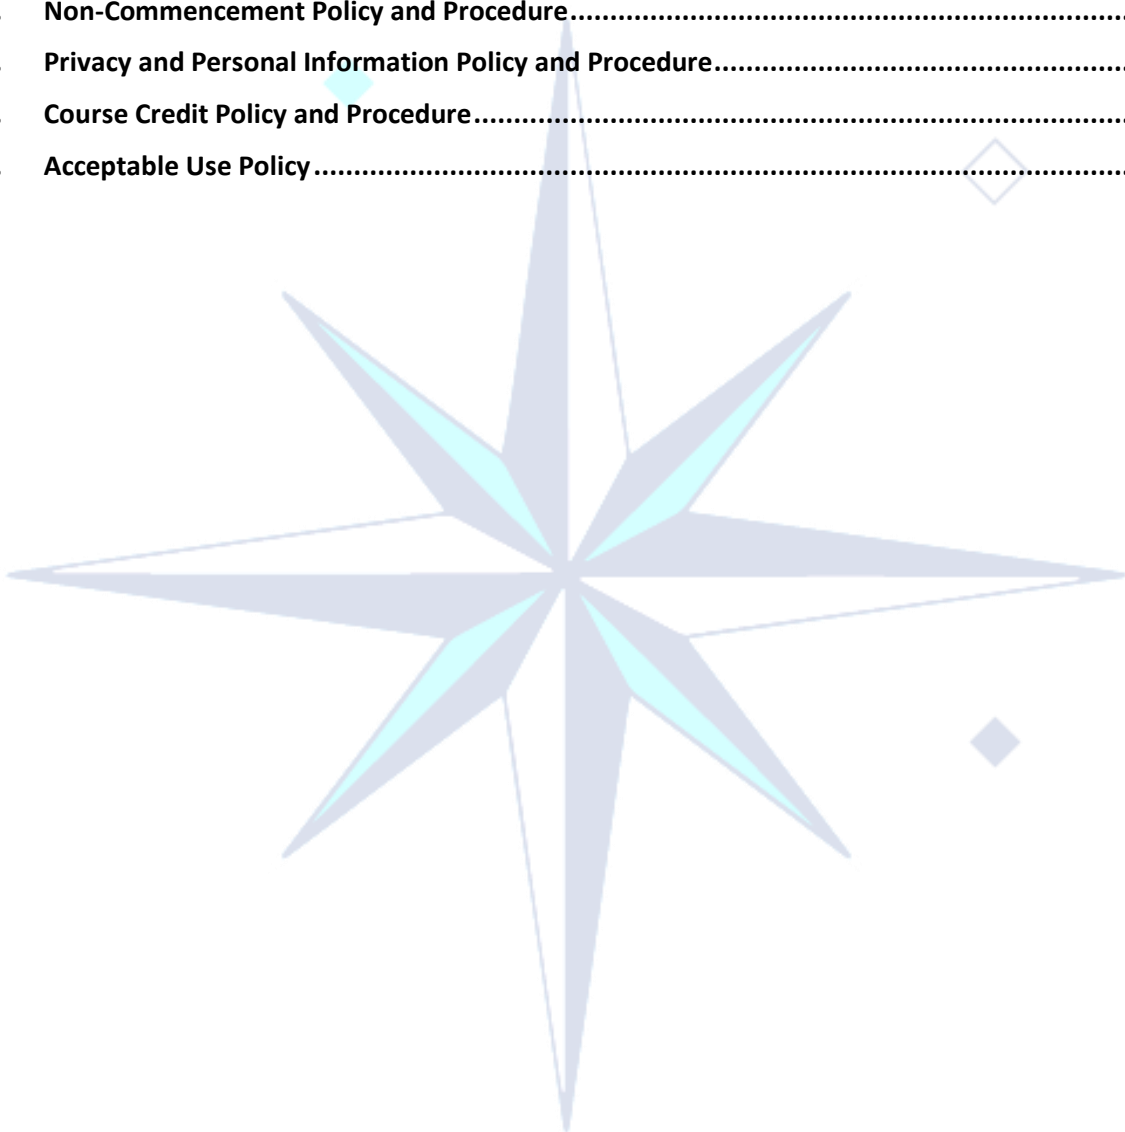 . Non-Commencement Policy and Procedure........................................................................
. Privacy and Personal Information Policy and Procedure.....................................................
. Course Credit Policy and Procedure....................................................................................
. Acceptable Use Policy.........................................................................................................